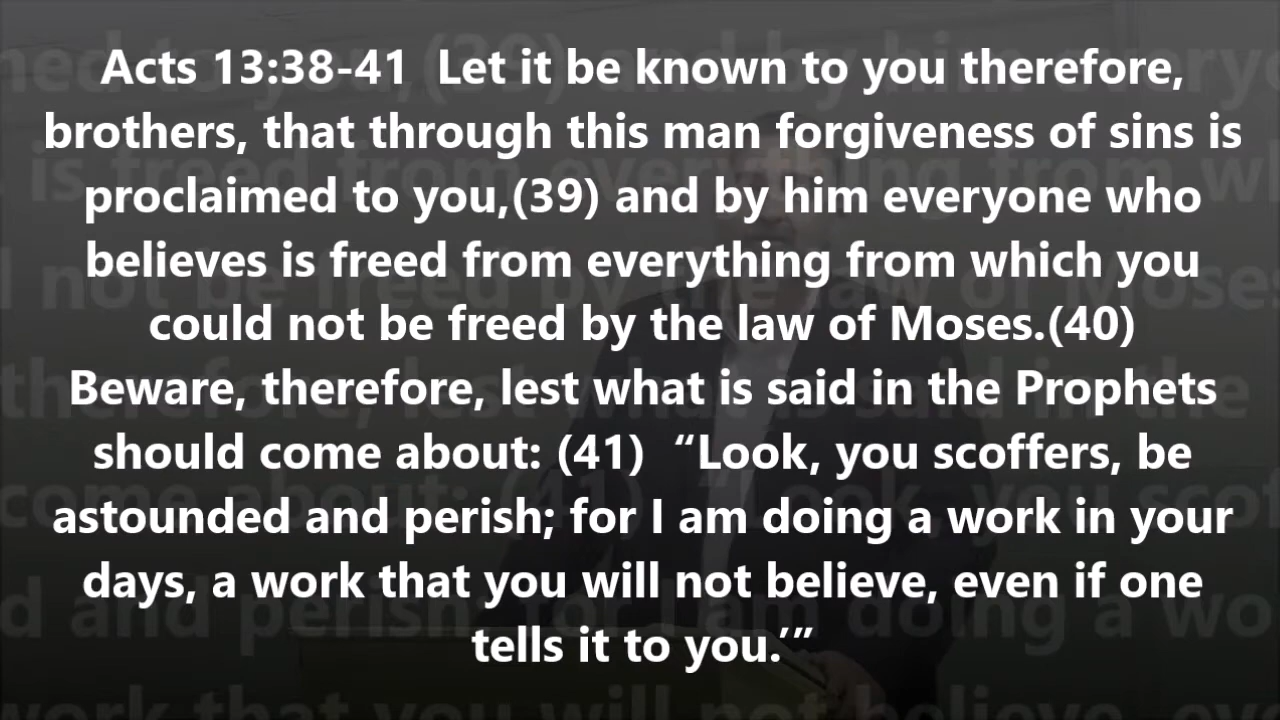 Acts 13:38-41  Let it be known to you therefore,
brothers, that through this man forgiveness of sins is
proclaimed to you,(39) and by him everyone who
believes is freed from everything from which you
could not be freed by the law of Moses.(40)
Beware, therefore, lest what is said in the Prophets
should come about: (41)  “Look, you scoffers, be
astounded and perish; for I am doing a work in your
days, a work that you will not believe, even if one
tells it to you.’”